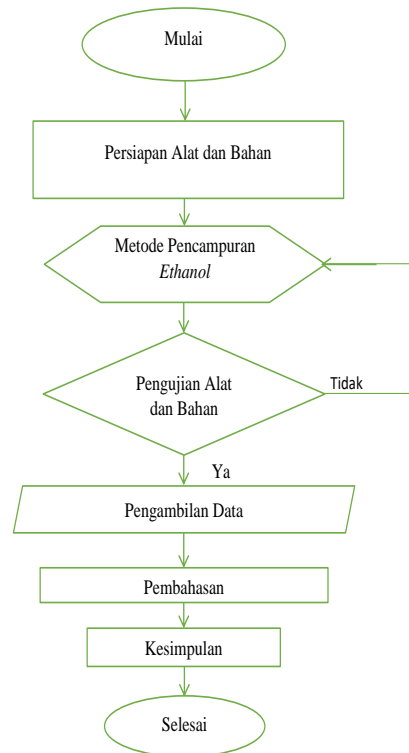 Mulai
Persiapan Alat dan Bahan
Metode Pencampuran
Ethanol
Pengujian Alat
dan Bahan
Tidak
Ya
Pengambilan Data
Pembahasan
Kesimpulan
Selesai